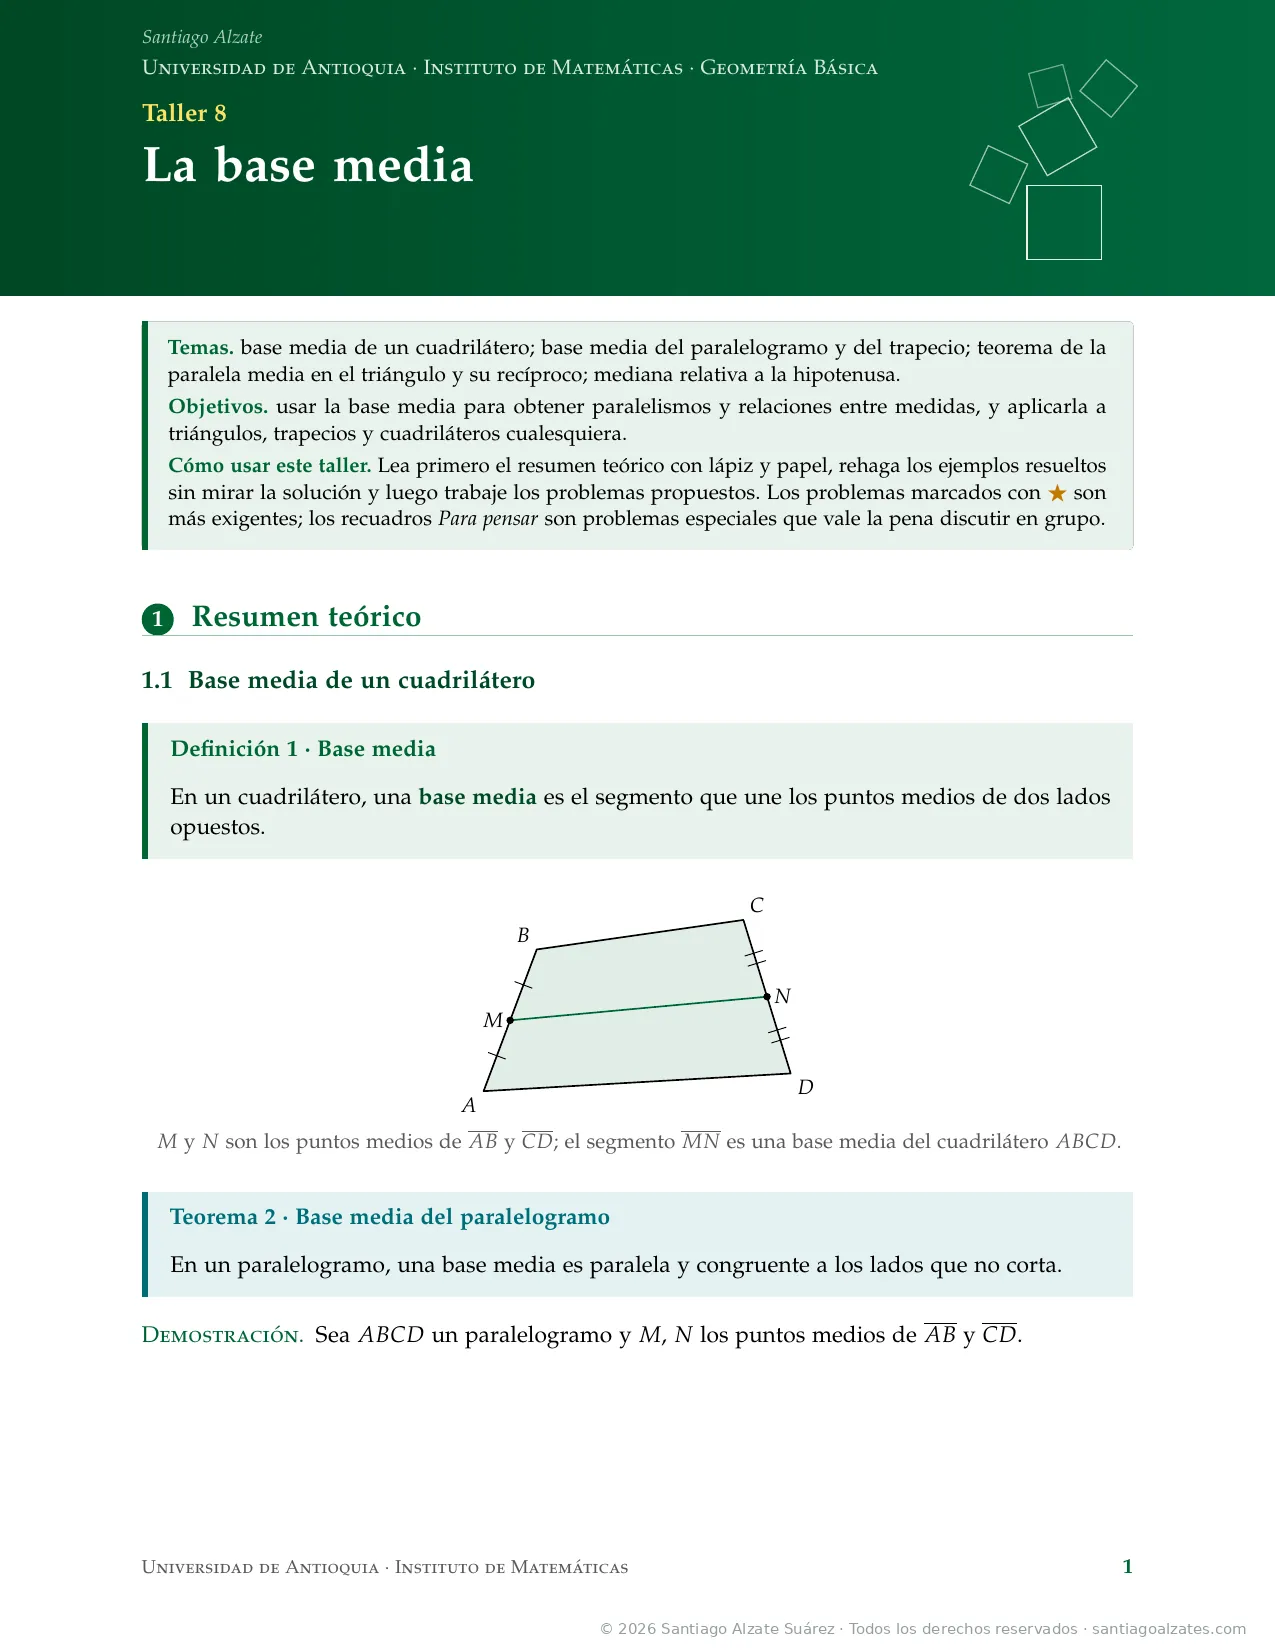 Santiago Alzate
Universidad de Antioquia · Instituto de Matemáticas · Geometría Básica
Taller 8
La base media
Temas. base media de un cuadrilátero; base media del paralelogramo y del trapecio; teorema de la
paralela media en el triángulo y su recíproco; mediana relativa a la hipotenusa.
Objetivos. usar la base media para obtener paralelismos y relaciones entre medidas, y aplicarla a
triángulos, trapecios y cuadriláteros cualesquiera.
Cómo usar este taller. Lea primero el resumen teórico con lápiz y papel, rehaga los ejemplos resueltos
sin mirar la solución y luego trabaje los problemas propuestos. Los problemas marcados con ★ son
más exigentes; los recuadros Para pensar son problemas especiales que vale la pena discutir en grupo.
1 Resumen teórico
1.1 Base media de un cuadrilátero
Definición 1 · Base media
En un cuadrilátero, una base media es el segmento que une los puntos medios de dos lados
opuestos.
C
B
N
M
D
A
M y N son los puntos medios de A̅B̅ y C̅D̅; el segmento M̅N̅ es una base media del cuadrilátero ABCD.
Teorema 2 · Base media del paralelogramo
En un paralelogramo, una base media es paralela y congruente a los lados que no corta.
Demostración. Sea ABCD un paralelogramo y M, N los puntos medios de A̅B̅ y C̅D̅.
Universidad de Antioquia · Instituto de Matemáticas 1
© 2026 Santiago Alzate Suárez · Todos los derechos reservados · santiagoalzates.com